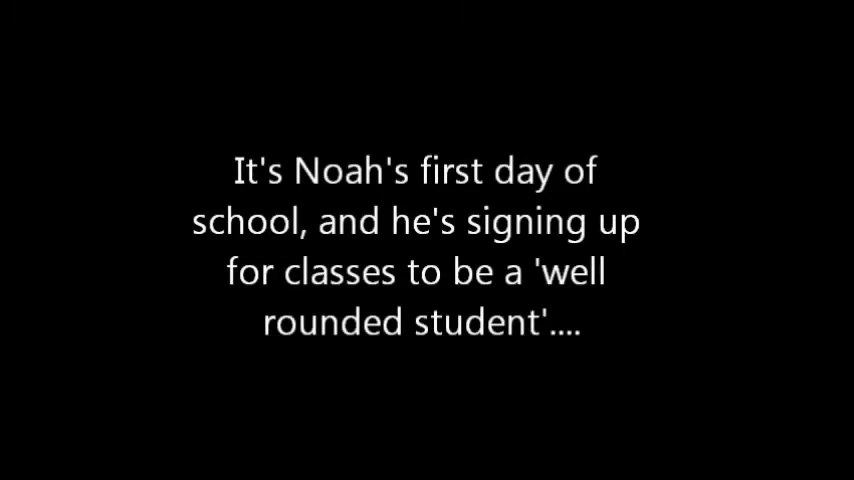 It's Noah's first day of
school, and he's signing up
for classes to be a 'well
rounded student'....